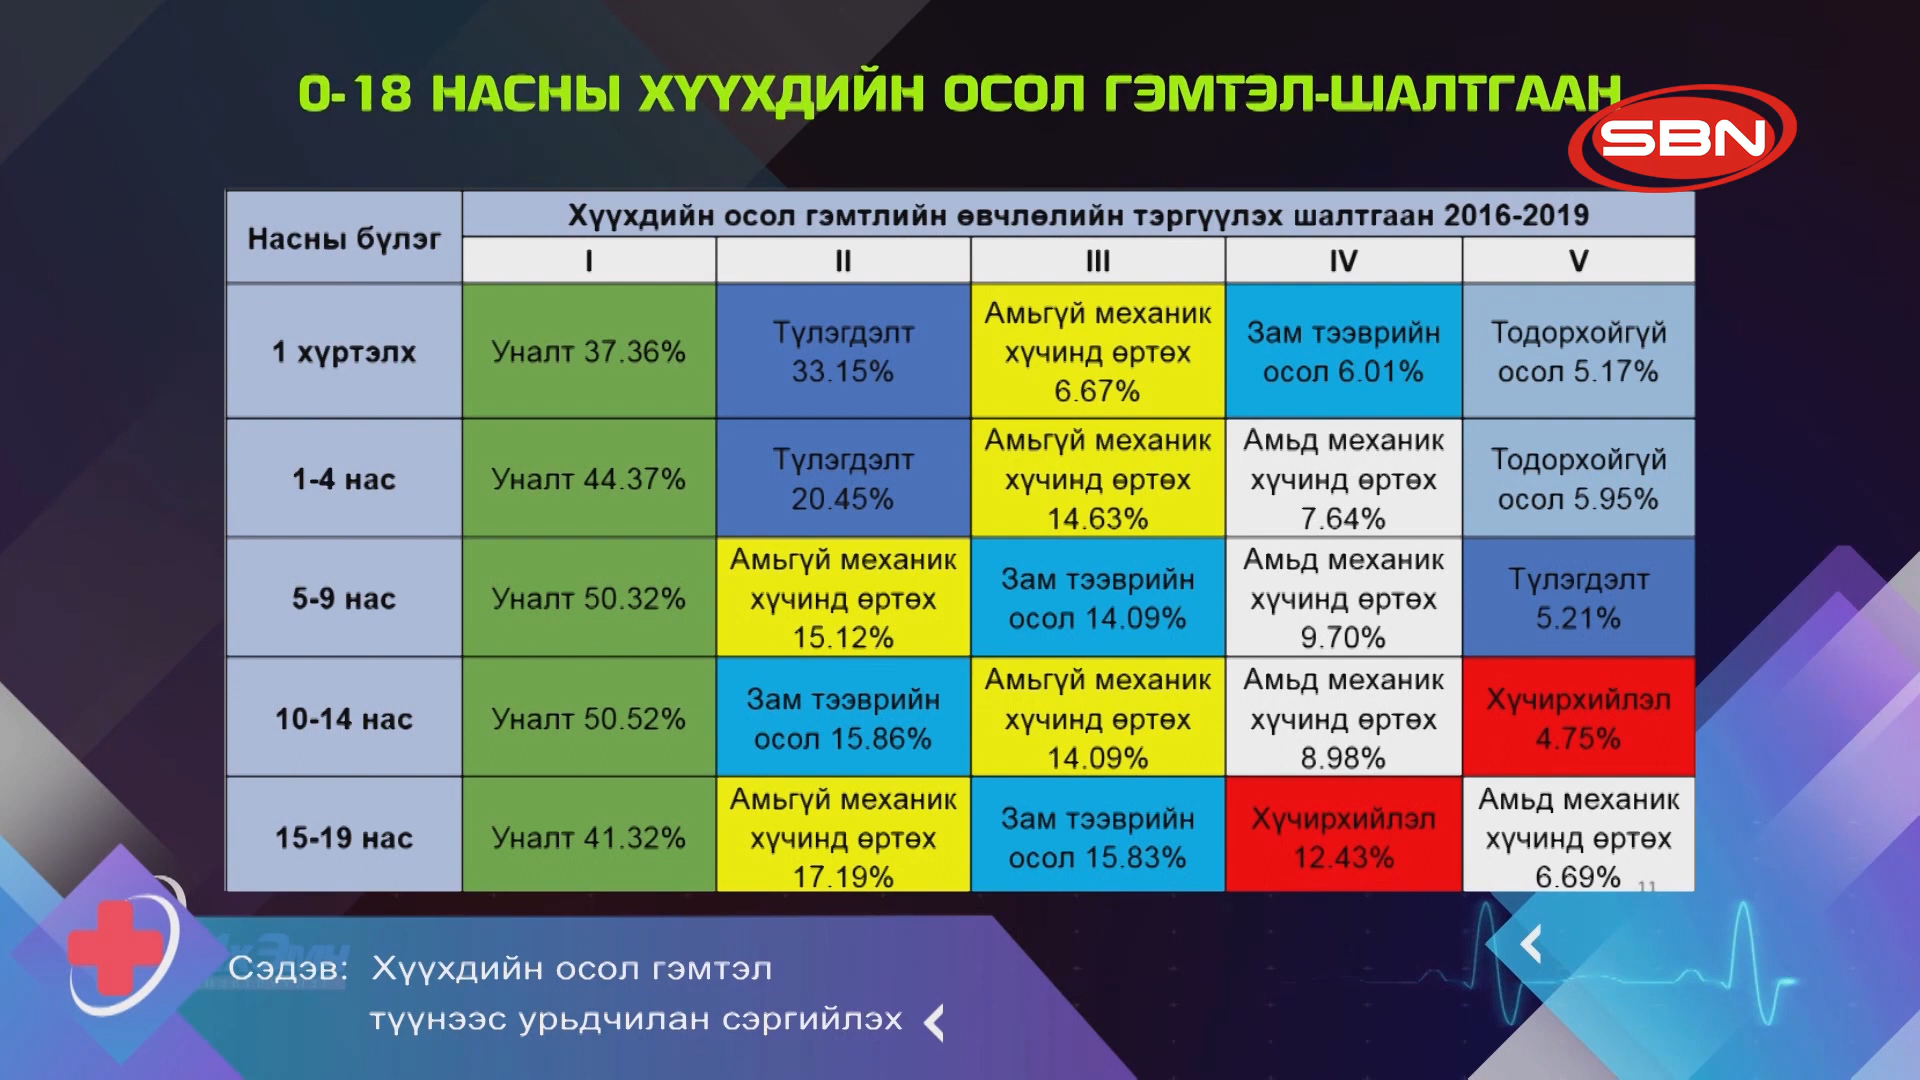 0-18 НАСНЫ ХҮҮХДИЙН ОСОЛ ГЭМТЭЛ-ШАЛТГААН
SBN
Насны бүлэг
Хүүхдийн осол гэмтлийн өвчлөлийн тэргүүлэх шалтгаан 2016-2019
I
II
III
IV
V
1 хүртэлх
Уналт 37.36%
Түлэгдэлт
33.15%
Амьгүй механик
хүчинд өртөх
6.67%
Зам тээврийн
осол 6.01%
Тодорхойгүй
осол 5.17%
1-4 нас
Уналт 44.37%
Түлэгдэлт
20.45%
Амьгүй механик
хүчинд өртөх
14.63%
Амьд механик
хүчинд өртөх
7.64%
Тодорхойгүй
осол 5.95%
5-9 нас
Уналт 50.32%
Амьгүй механик
хүчинд өртөх
15.12%
Зам тээврийн
осол 14.09%
Амьд механик
хүчинд өртөх
9.70%
Түлэгдэлт
5.21%
10-14 нас
Уналт 50.52%
Зам тээврийн
осол 15.86%
Амьгүй механик
хүчинд өртөх
14.09%
Амьд механик
хүчинд өртөх
8.98%
Хүчирхийлэл
4.75%
15-19 нас
Уналт 41.32%
Амьгүй механик
хүчинд өртөх
17.19%
Зам тээврийн
осол 15.83%
Хүчирхийлэл
12.43%
Амьд механик
хүчинд өртөх
6.69%
11
Сэдэв: Хүүхдийн осол гэмтэл
түүнээс урьдчилан сэргийлэх